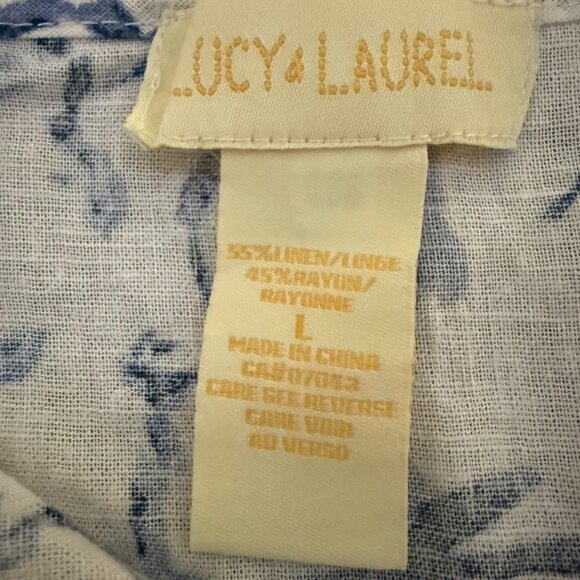 LUCY & LAUREL
55%LINEN/LINGE
45%RAYON/
RAYONNE
L
MADE IN CHINA
CA#07043
CARE SEE REVERSE
CARE VOIR
AU VERSO